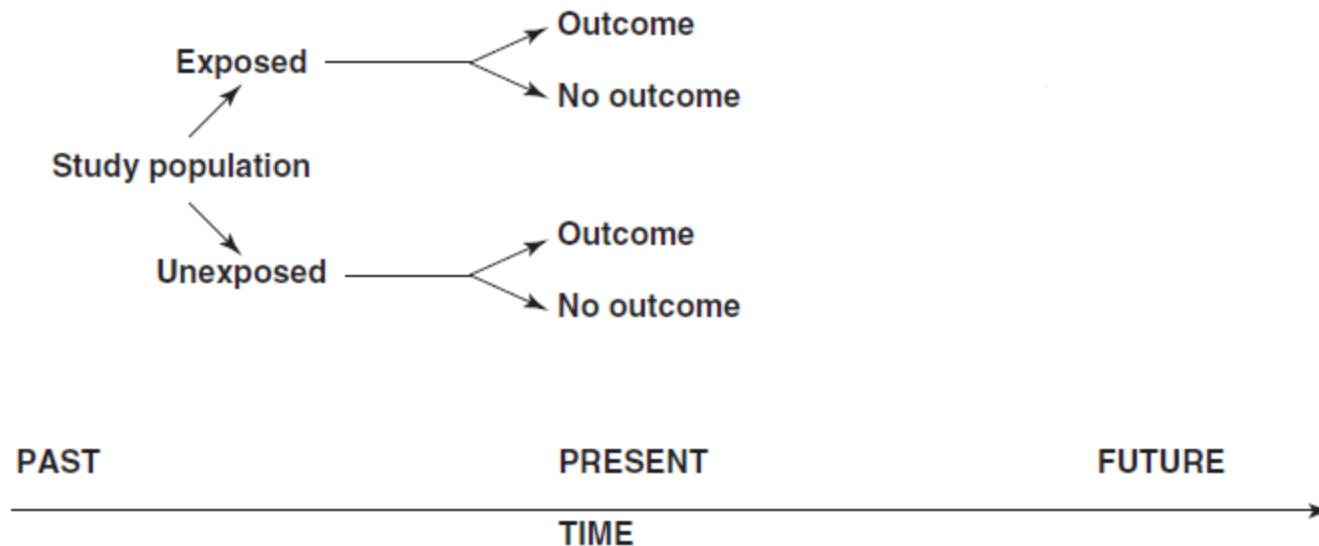 Outcome
Exposed
No outcome
Study population
Outcome
Unexposed
No outcome
PAST PRESENT FUTURE
TIME